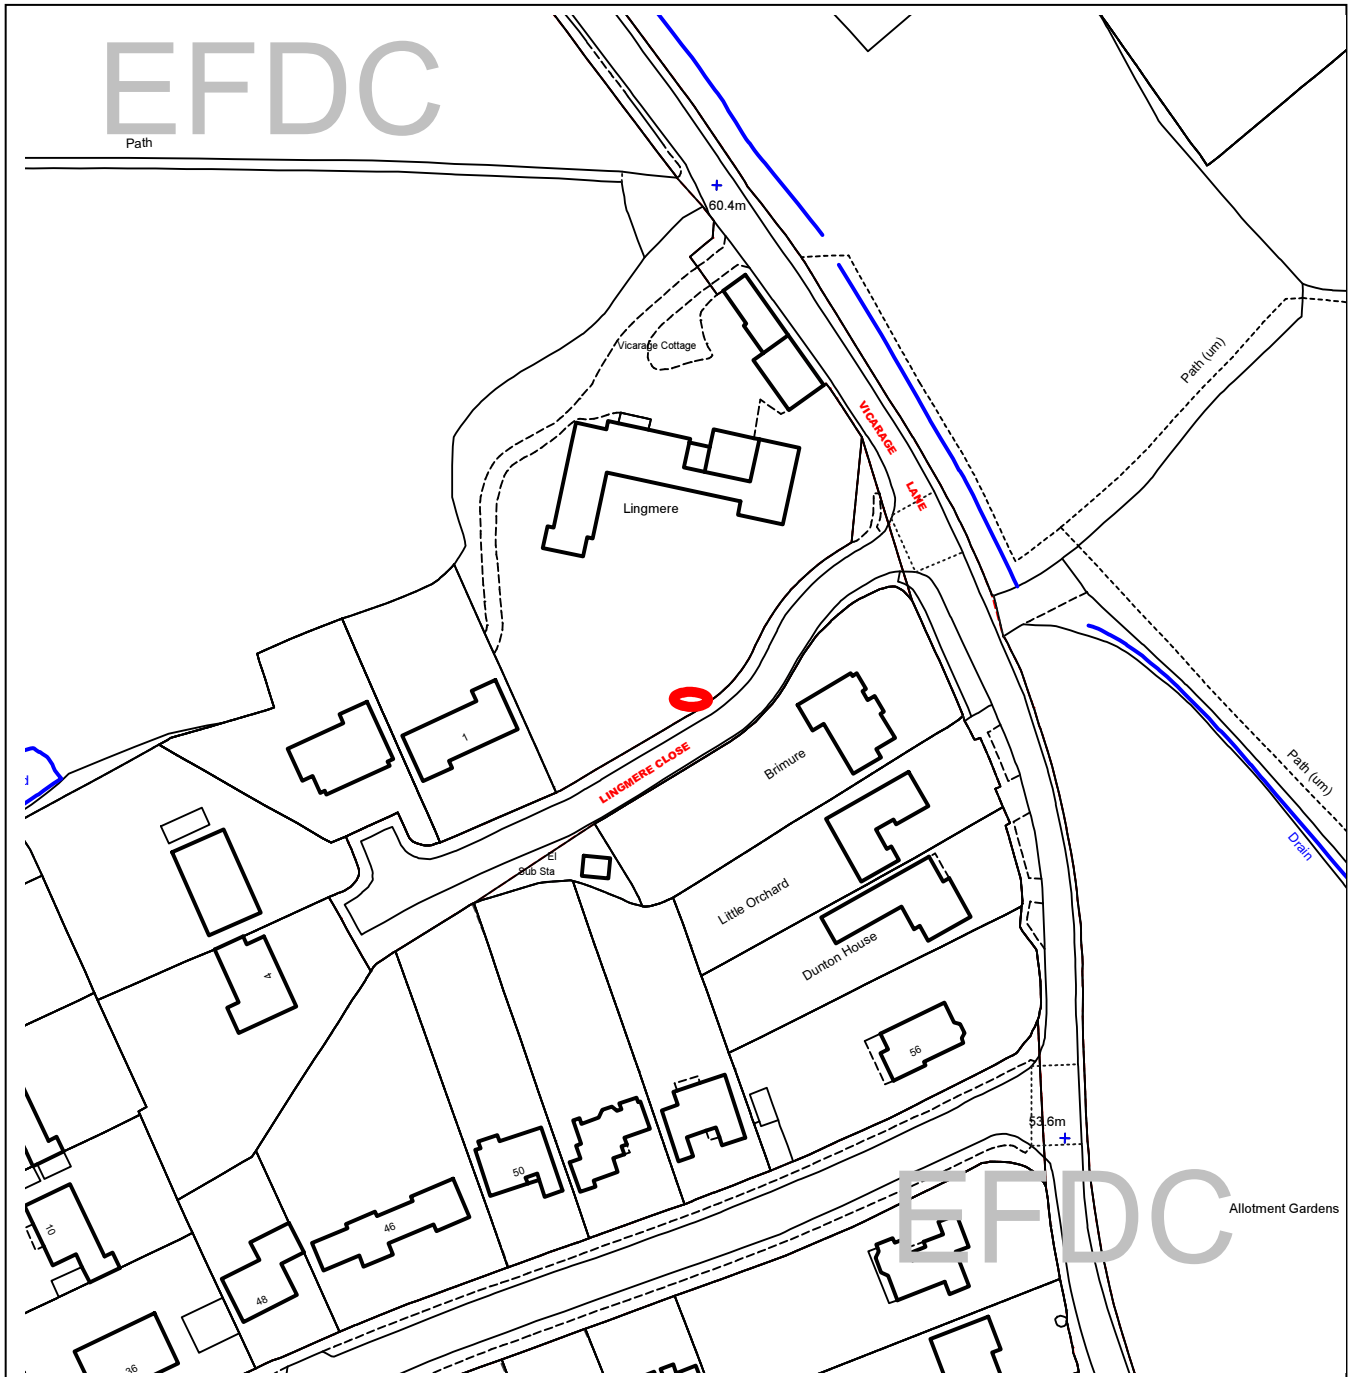 EFDC
Path
60.4m
Vicarage Cottage
Path (um)
VICARAGE
LANE
Lingmere
1
LINGMERE CLOSE
Brimure
Path (um)
Drain
d
El
Sub Sta
Little Orchard
Dunton House
4
56
53.6m
50
EFDC
Allotment Gardens
10
46
48
36